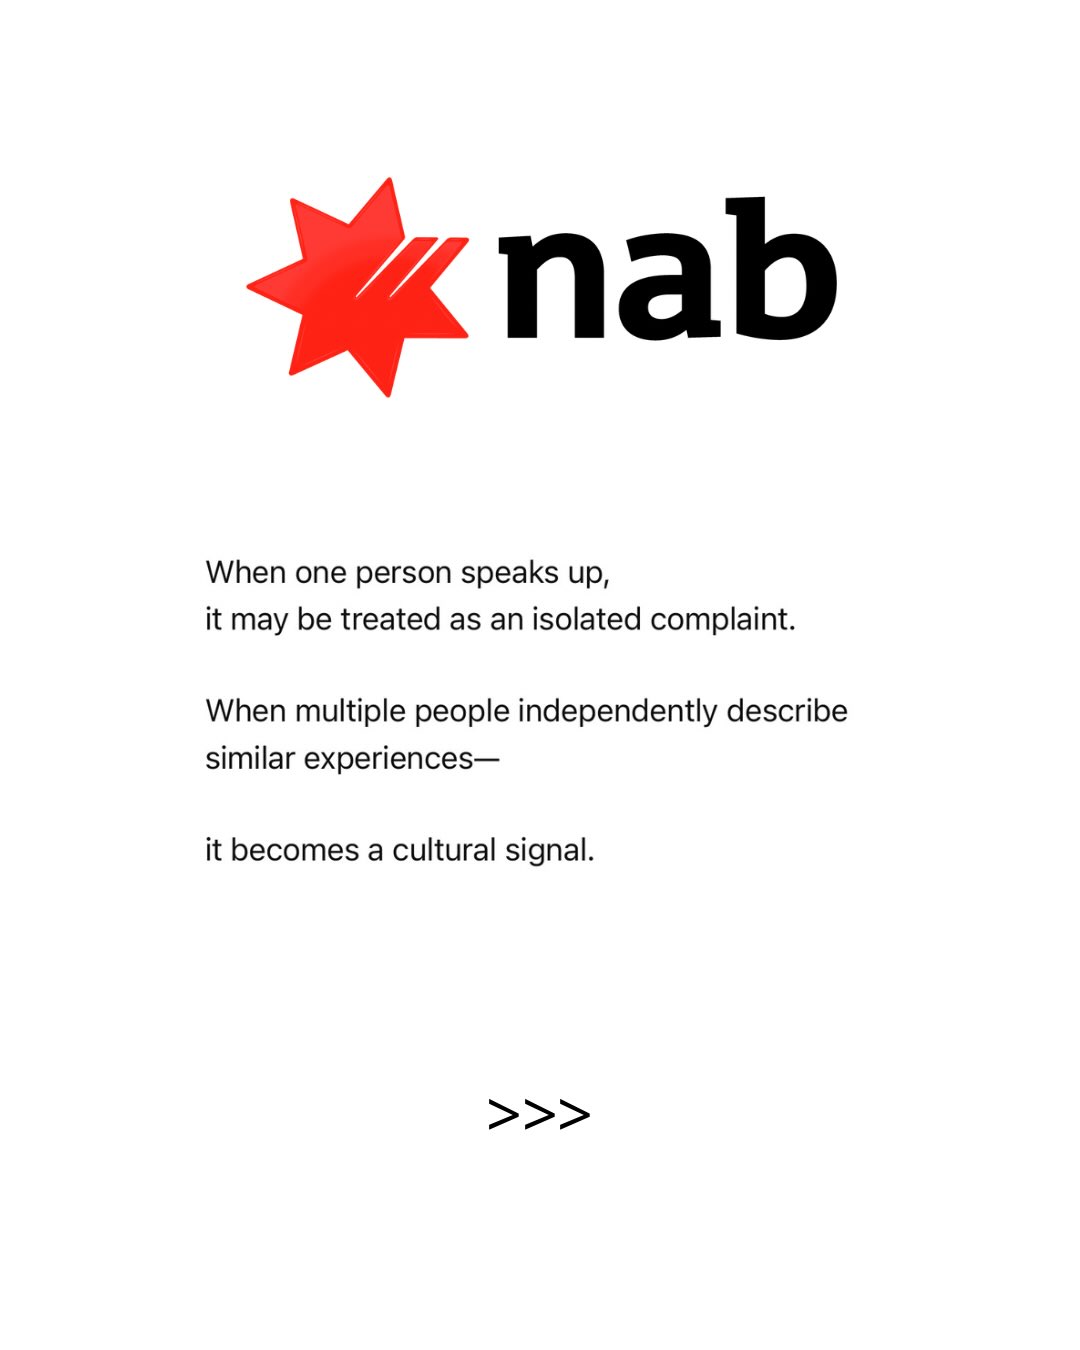 nab
When one person speaks up,
it may be treated as an isolated complaint.
When multiple people independently describe
similar experiences—
it becomes a cultural signal.
>>>